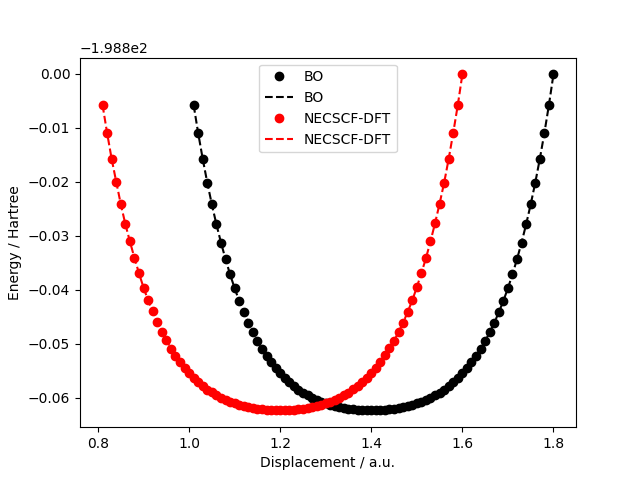 −1.988e2
0.00
−0.01
−0.02
−0.03
−0.04
−0.05
−0.06
Energy / Hartree
BO
BO
NECSCF-DFT
NECSCF-DFT
0.8 1.0 1.2 1.4 1.6 1.8
Displacement / a.u.